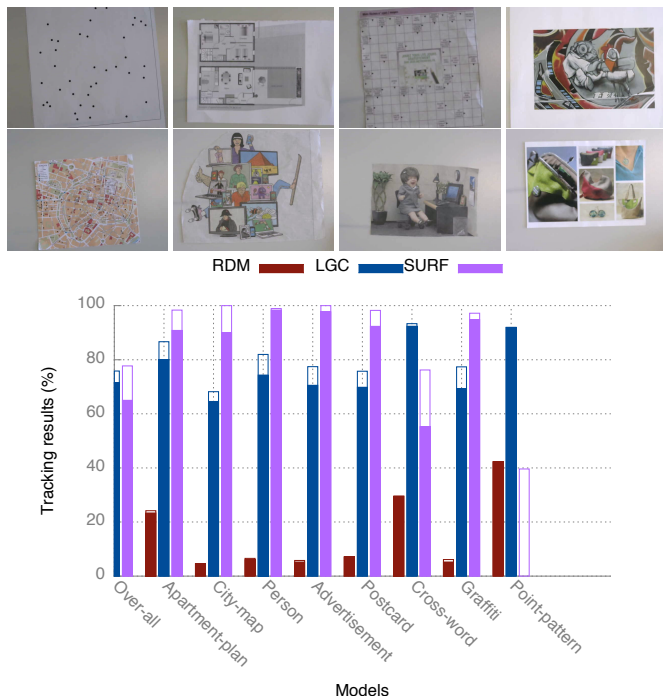 RDM LGC SURF
Tracking results (%)
100
80
60
40
20
0
Over-all
Apartment-plan
City-map
Person
Advertisement
Postcard
Cross-word
Graffiti
Point-pattern
Models